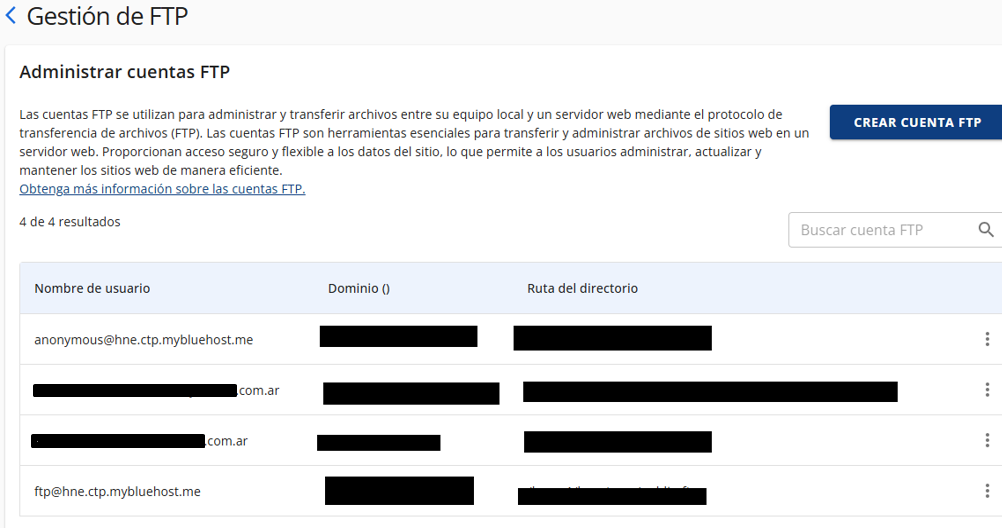 Gestión de FTP
Administrar cuentas FTP
Las cuentas FTP se utilizan para administrar y transferir archivos entre su equipo local y un servidor web mediante el protocolo de
transferencia de archivos (FTP). Las cuentas FTP son herramientas esenciales para transferir y administrar archivos de sitios web en un
servidor web. Proporcionan acceso seguro y flexible a los datos del sitio, lo que permite a los usuarios administrar, actualizar y
mantener los sitios web de manera eficiente.
Obtenga más información sobre las cuentas FTP.
CREAR CUENTA FTP
4 de 4 resultados
Buscar cuenta FTP
Nombre de usuario Dominio () Ruta del directorio
anonymous@hne.ctp.mybluehost.me
.com.ar
.com.ar
ftp@hne.ctp.mybluehost.me